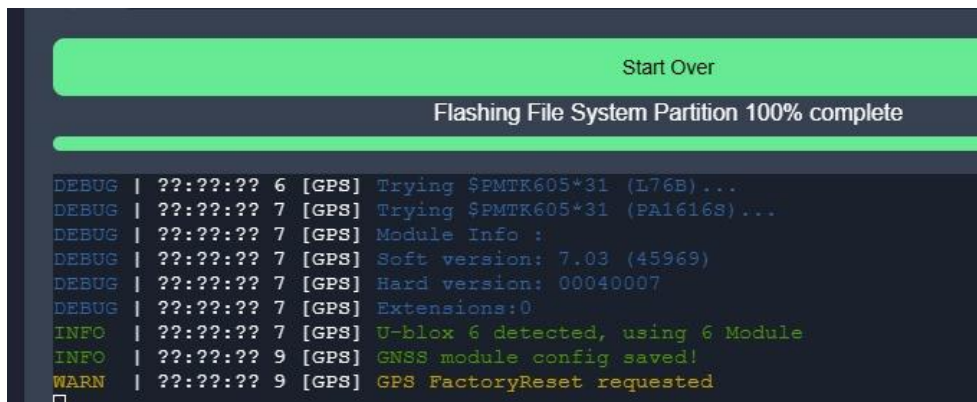 Start Over
Flashing File System Partition 100% complete
DEBUG | ??:??:?? 6 [GPS] Trying $PMTK605*31 (L76B)...
DEBUG | ??:??:?? 7 [GPS] Trying $PMTK605*31 (PA1616S)...
DEBUG | ??:??:?? 7 [GPS] Module Info :
DEBUG | ??:??:?? 7 [GPS] Soft version: 7.03 (45969)
DEBUG | ??:??:?? 7 [GPS] Hard version: 00040007
DEBUG | ??:??:?? 7 [GPS] Extensions:0
INFO | ??:??:?? 7 [GPS] U-blox 6 detected, using 6 Module
INFO | ??:??:?? 9 [GPS] GNSS module config saved!
WARN | ??:??:?? 9 [GPS] GPS FactoryReset requested